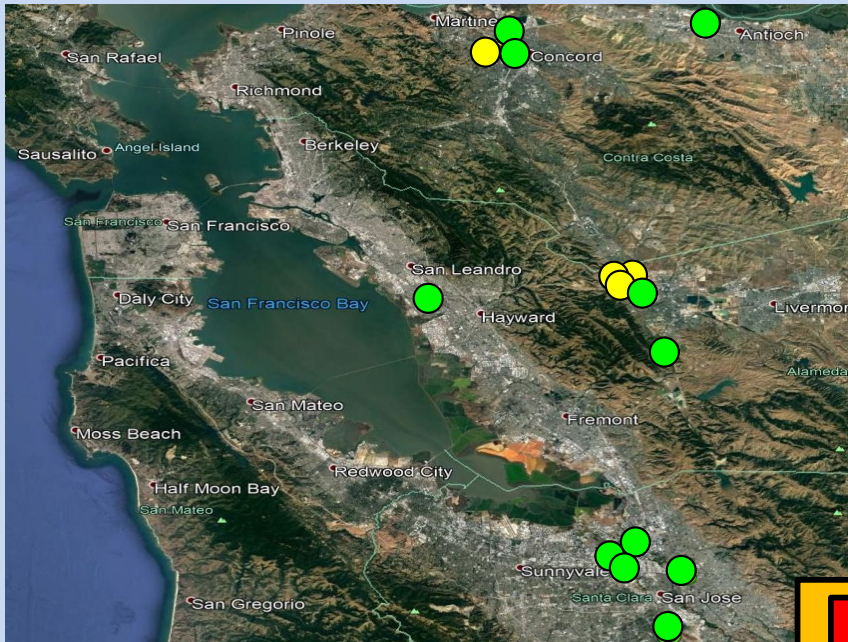 Martine
Pinole
Antioch
San Rafael
Concord
Richmond
Berkeley
Angel Island
Sausalito
Contra Costa
San Francisco
San Francisco
San Leandro
Daly City
San Francisco Bay
Livermor
Hayward
Pacifica
Alameda
San Mateo
Fremont
Moss Beach
Redwood City
Half Moon Bay
San Mateo
Sunnyvale
Santa Clara
San Jose
San Gregorio